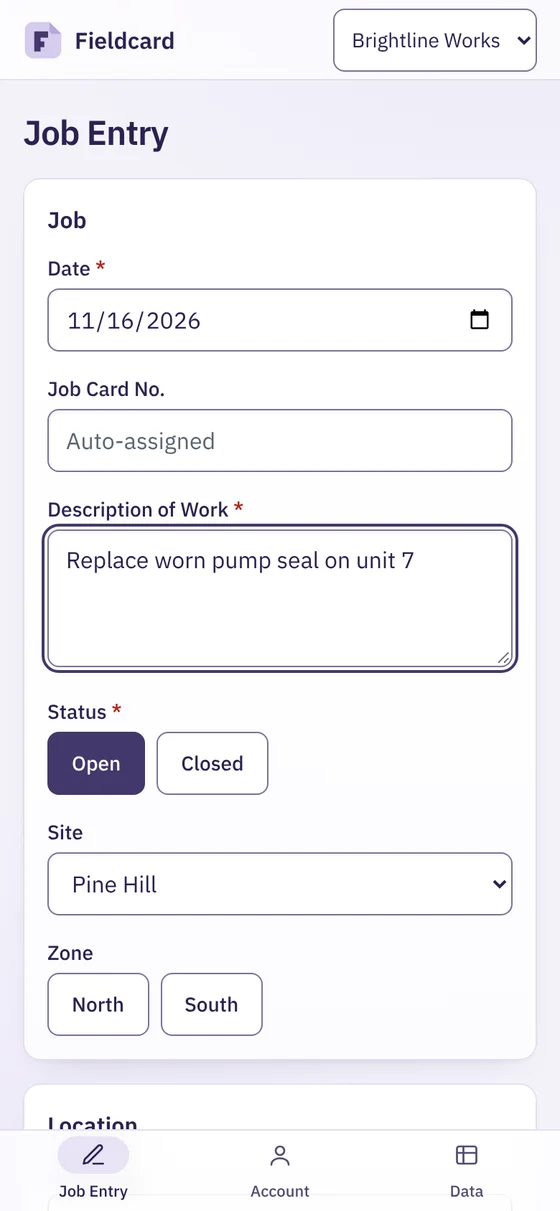 Fieldcard
Brightline Works
Job Entry
Job
Date *
11/16/2026
Job Card No.
Auto-assigned
Description of Work *
Replace worn pump seal on unit 7
Status *
Open
Closed
Site
Pine Hill
Zone
North
South
Location
Job Entry
Account
Data